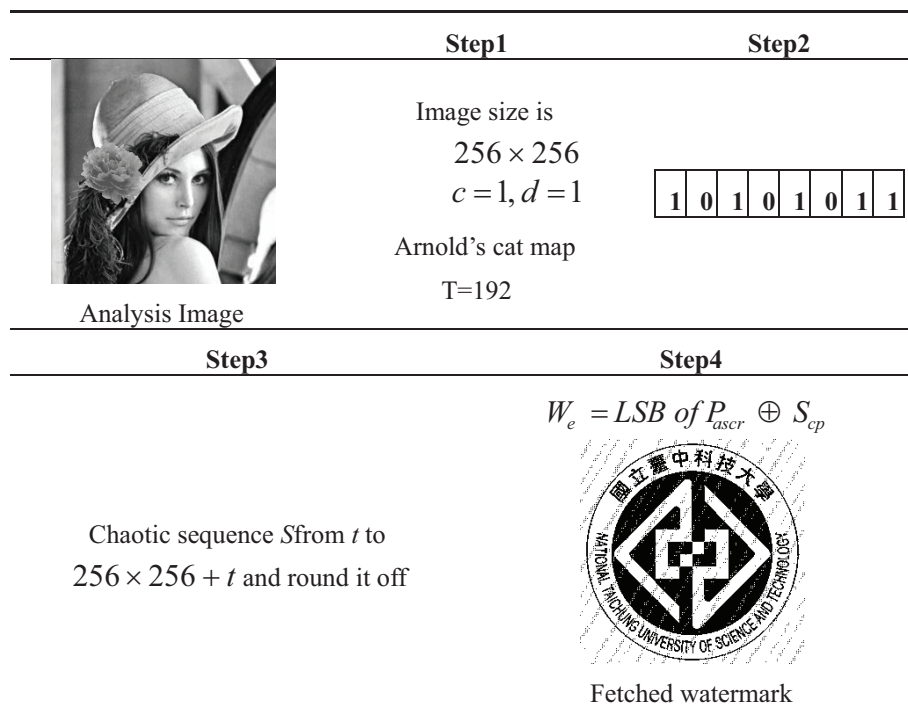 Step1
Step2
Image size is
256 × 256
c = 1, d = 1
Arnold’s cat map
T=192
1 0 1 0 1 0 1 1
Analysis Image
Step3
Step4
Chaotic sequence Sfrom t to
256 × 256 + t and round it off
W_e = LSB of P_ascr ⊕ S_cp
國立臺中科技大學
NATIONAL TAICHUNG UNIVERSITY OF SCIENCE AND TECHNOLOGY
Fetched watermark